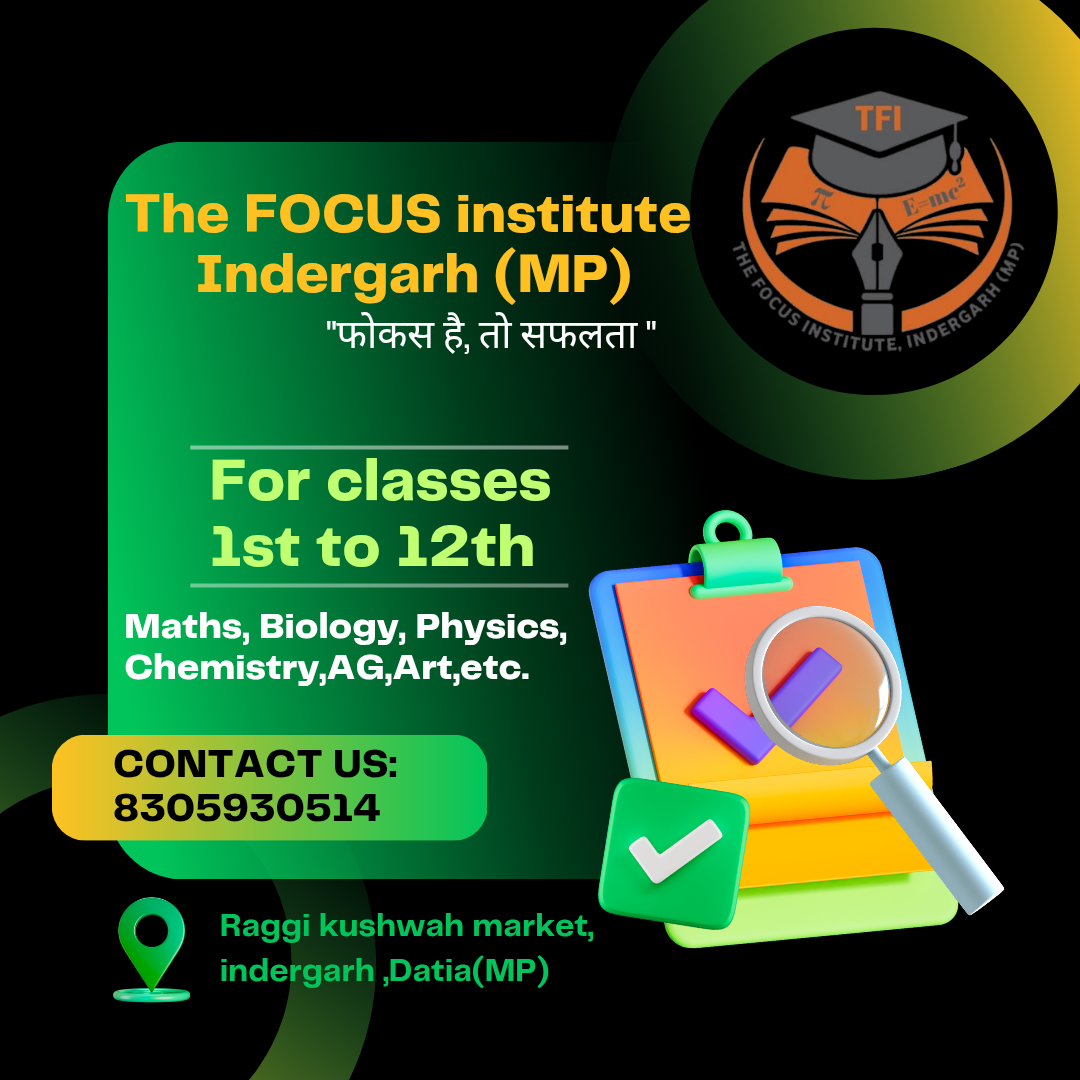 TFI
π E=mc²
THE FOCUS INSTITUTE, INDERGARH (MP)
The FOCUS institute
Indergarh (MP)
"फोकस है, तो सफलता "
For classes
1st to 12th
Maths, Biology, Physics,
Chemistry,AG,Art,etc.
CONTACT US:
8305930514
Raggi kushwah market,
indergarh ,Datia(MP)